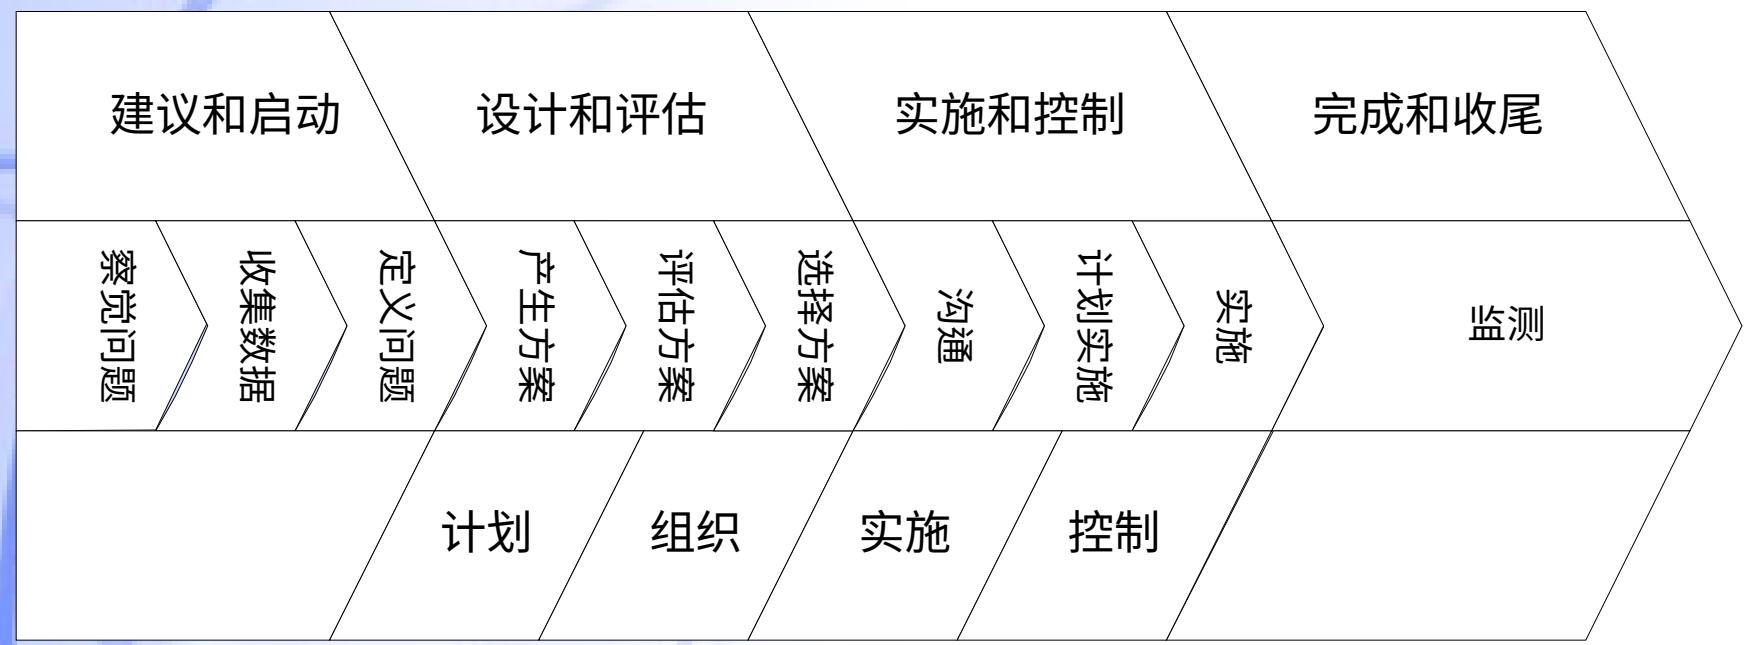 建议和启动
设计和评估
实施和控制
完成和收尾
察觉问题
收集数据
定义问题
产生方案
评估方案
选择方案
沟通
计划实施
实施
监测
计划
组织
实施
控制